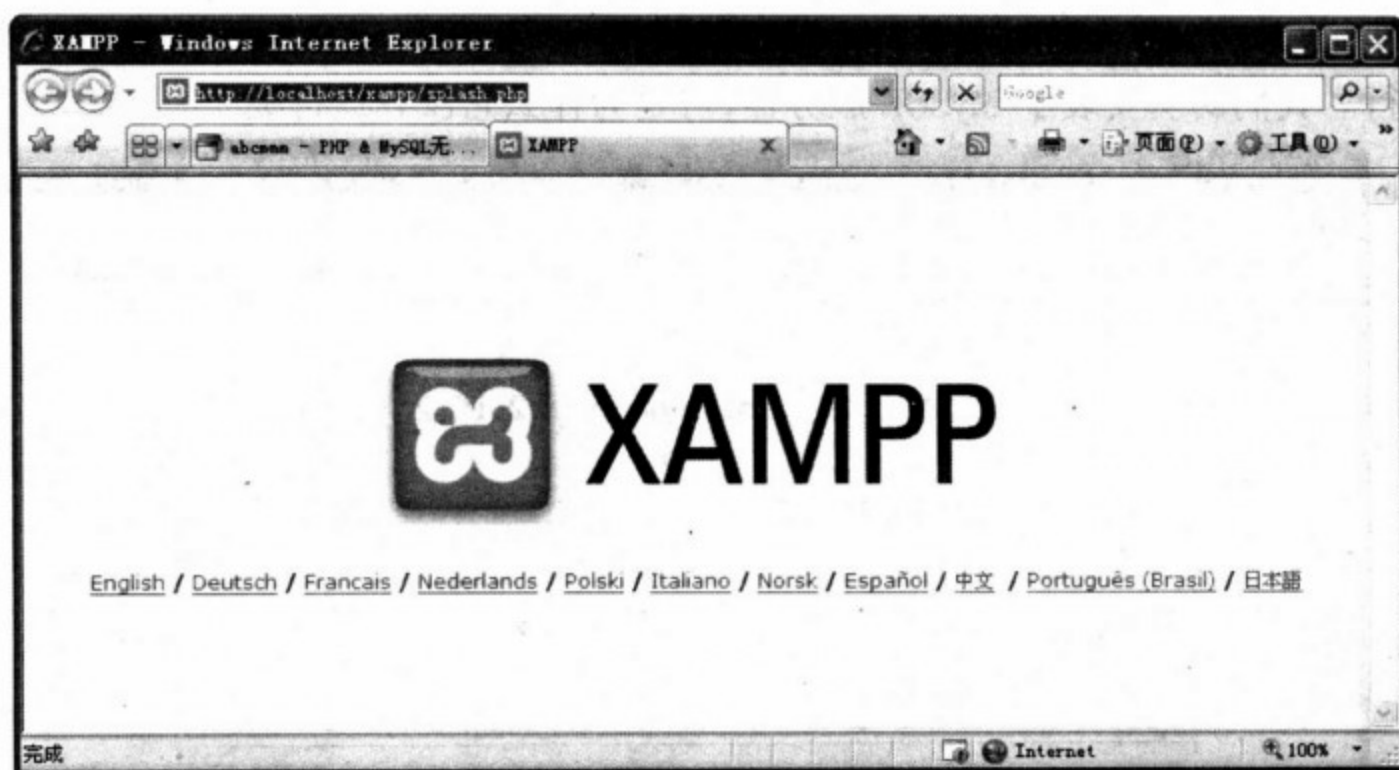 XAMPP - Windows Internet Explorer
http://localhost/xampp/splash.php
Google
abcmmm - PHP & MySQL无...
XAMPP
页面(P)
工具(O)
XAMPP
English / Deutsch / Francais / Nederlands / Polski / Italiano / Norsk / Español / 中文 / Português (Brasil) / 日本語
完成
Internet
100%